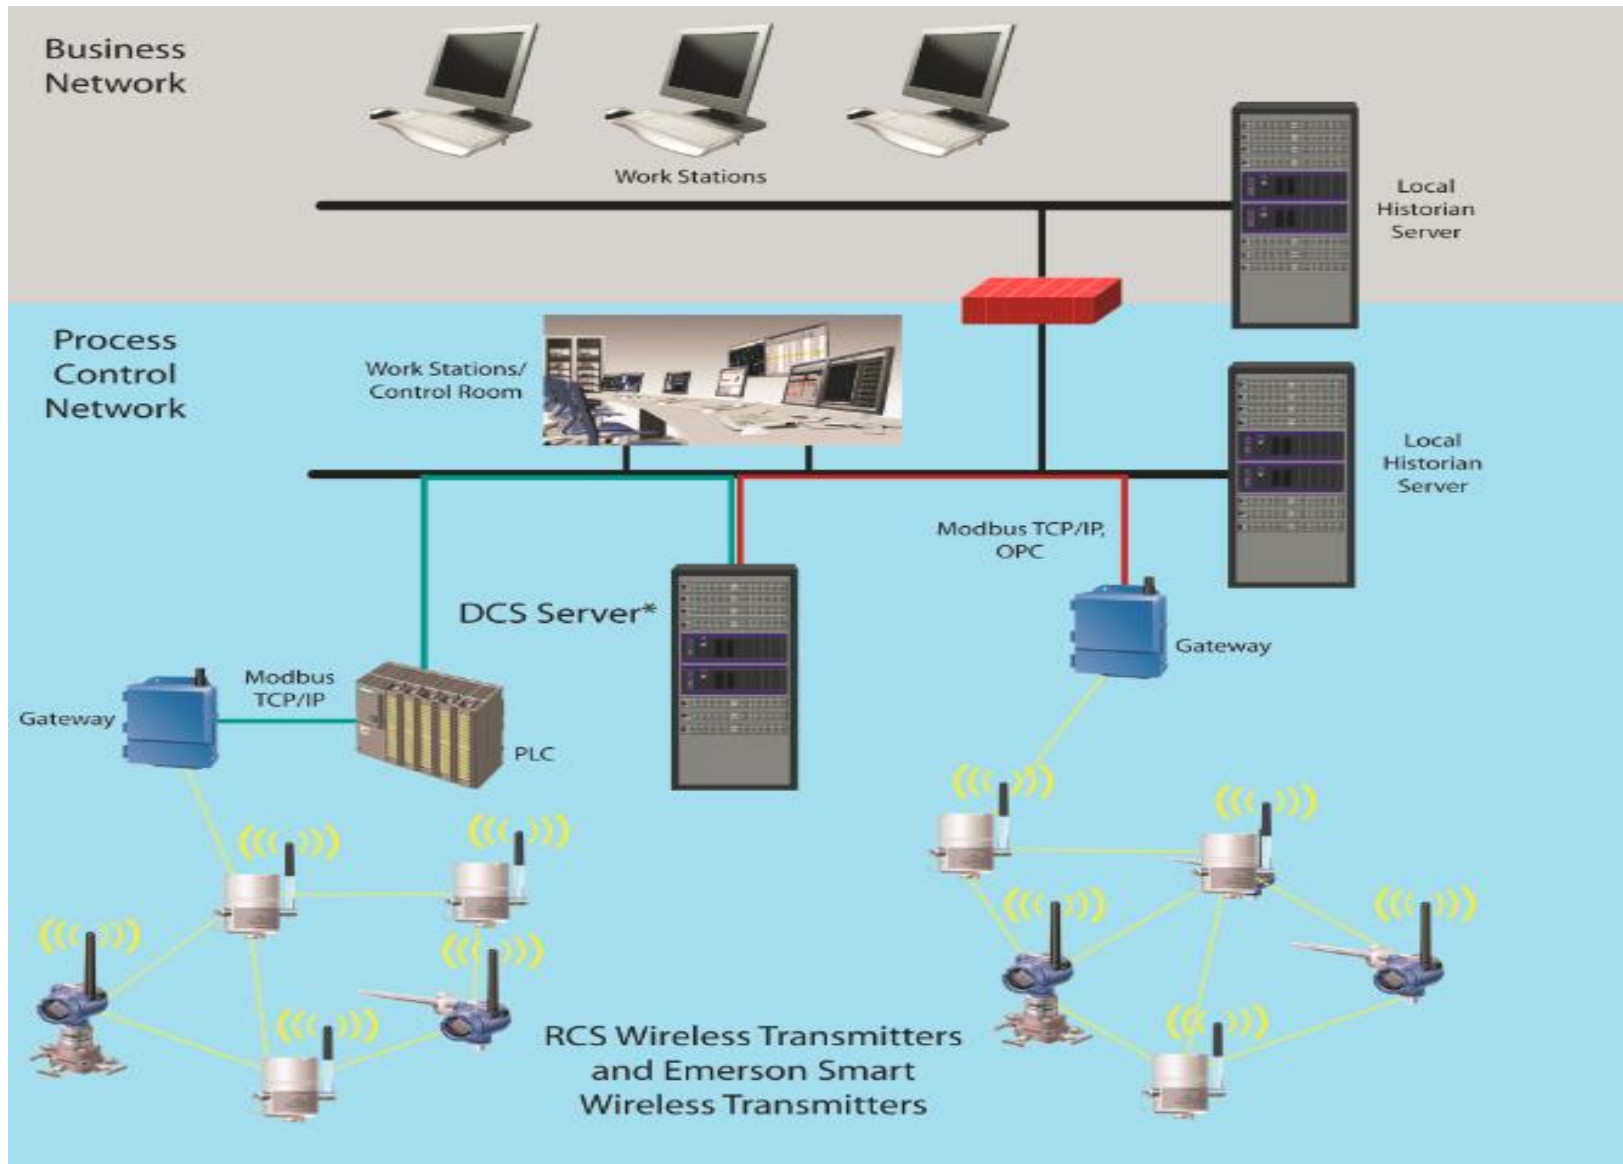 Business
Network
Work Stations
Local
Historian
Server
Process
Control
Network
Work Stations/
Control Room
Local
Historian
Server
Modbus TCP/IP,
OPC
DCS Server*
Gateway
Modbus
TCP/IP
Gateway
PLC
RCS Wireless Transmitters
and Emerson Smart
Wireless Transmitters